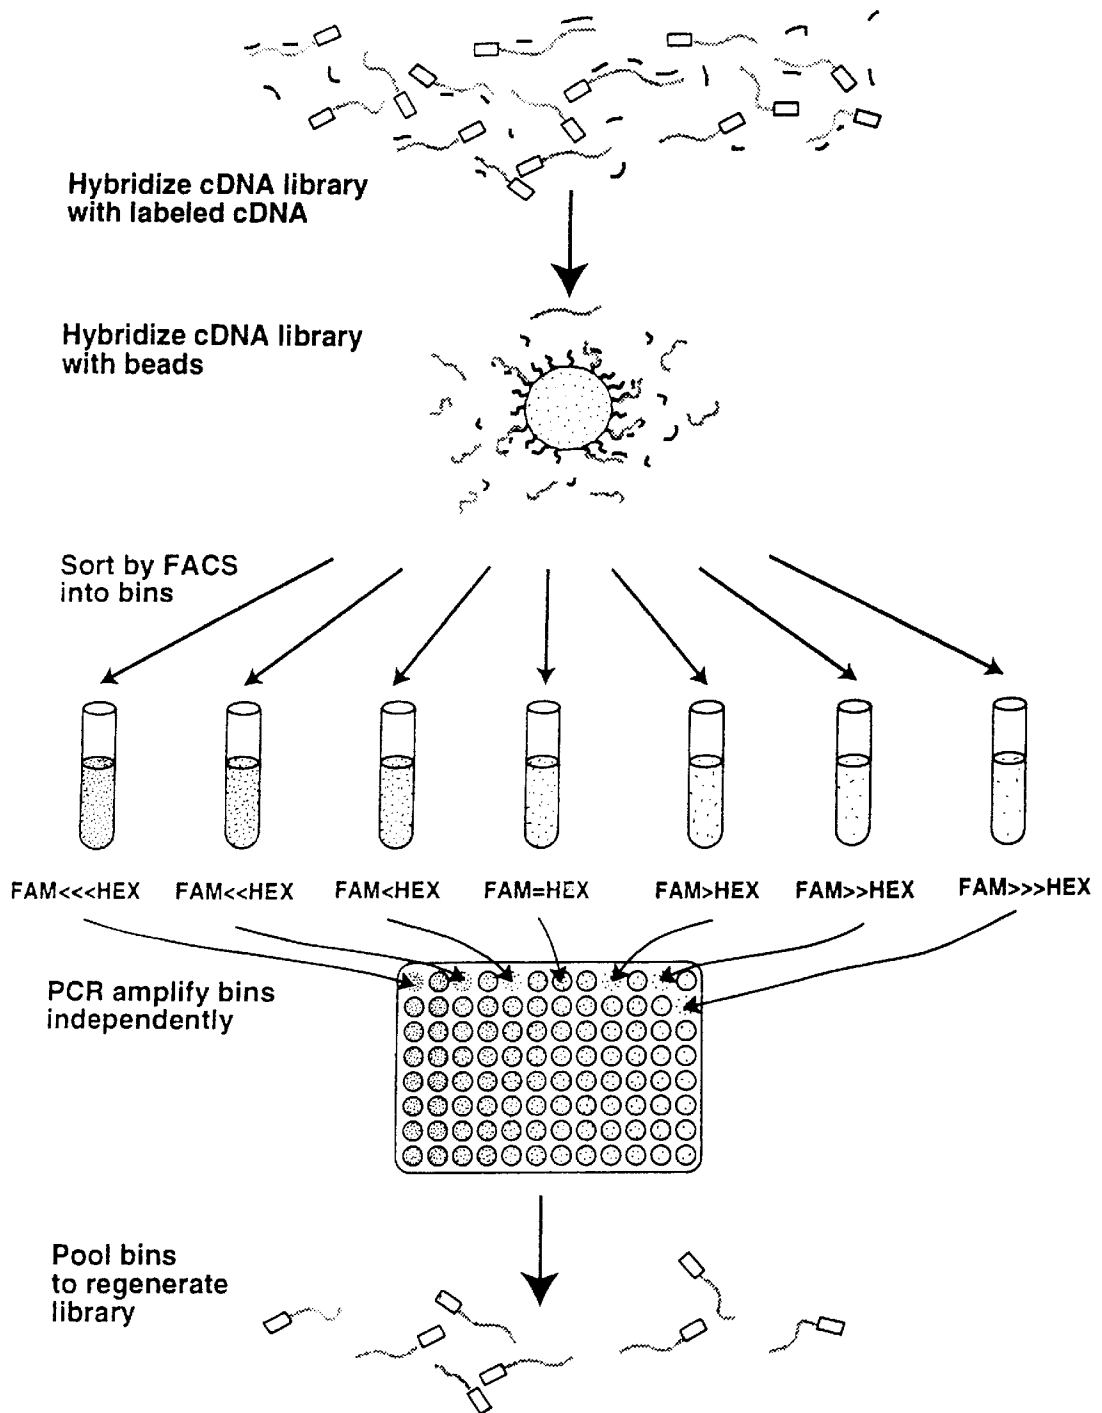 Hybridize cDNA library
with labeled cDNA
Hybridize cDNA library
with beads
Sort by FACS
into bins
FAM<<<HEX FAM<<HEX FAM<HEX FAM=HEX FAM>HEX FAM>>HEX FAM>>>HEX
PCR amplify bins
independently
Pool bins
to regenerate
library